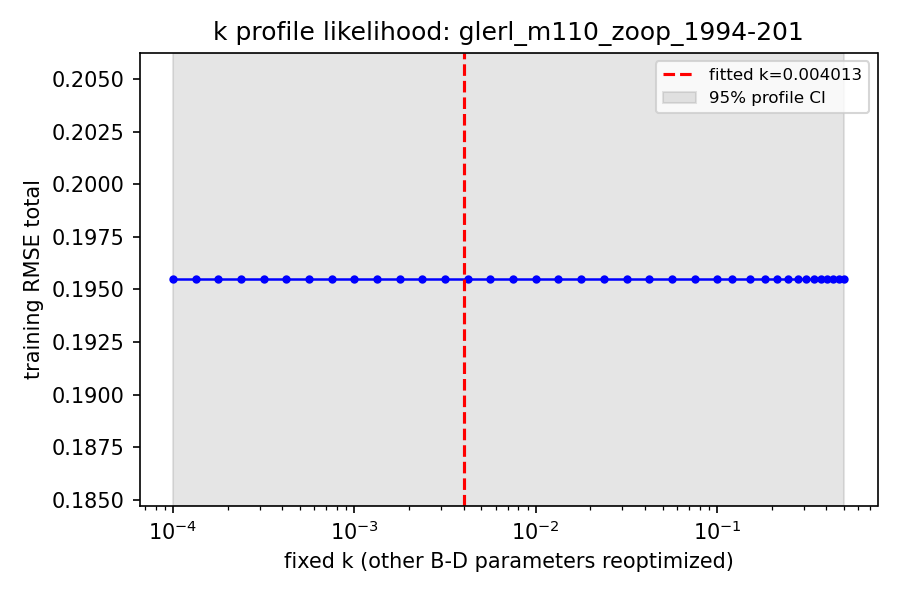 k profile likelihood: glerl_m110_zoop_1994-201
fitted k=0.004013
95% profile CI
training RMSE total
0.2050
0.2025
0.2000
0.1975
0.1950
0.1925
0.1900
0.1875
0.1850
10⁻⁴
10⁻³
10⁻²
10⁻¹
fixed k (other B-D parameters reoptimized)